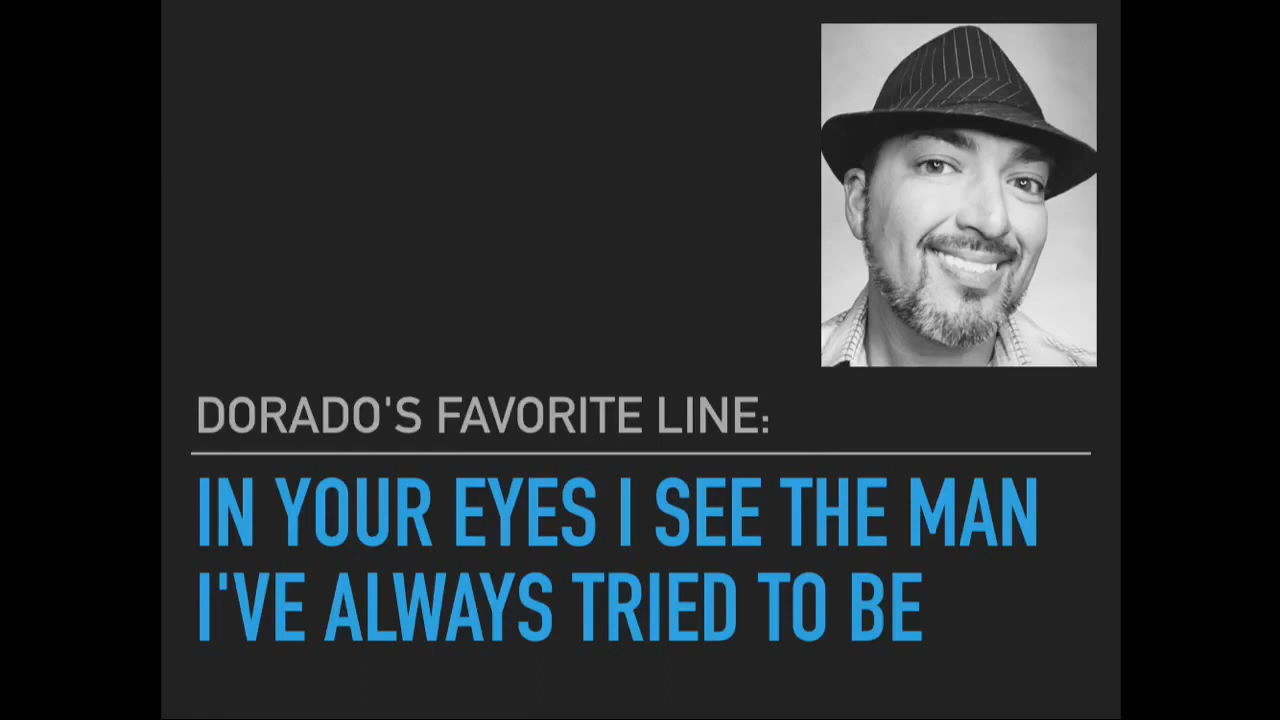 DORADO'S FAVORITE LINE:
IN YOUR EYES I SEE THE MAN
I'VE ALWAYS TRIED TO BE